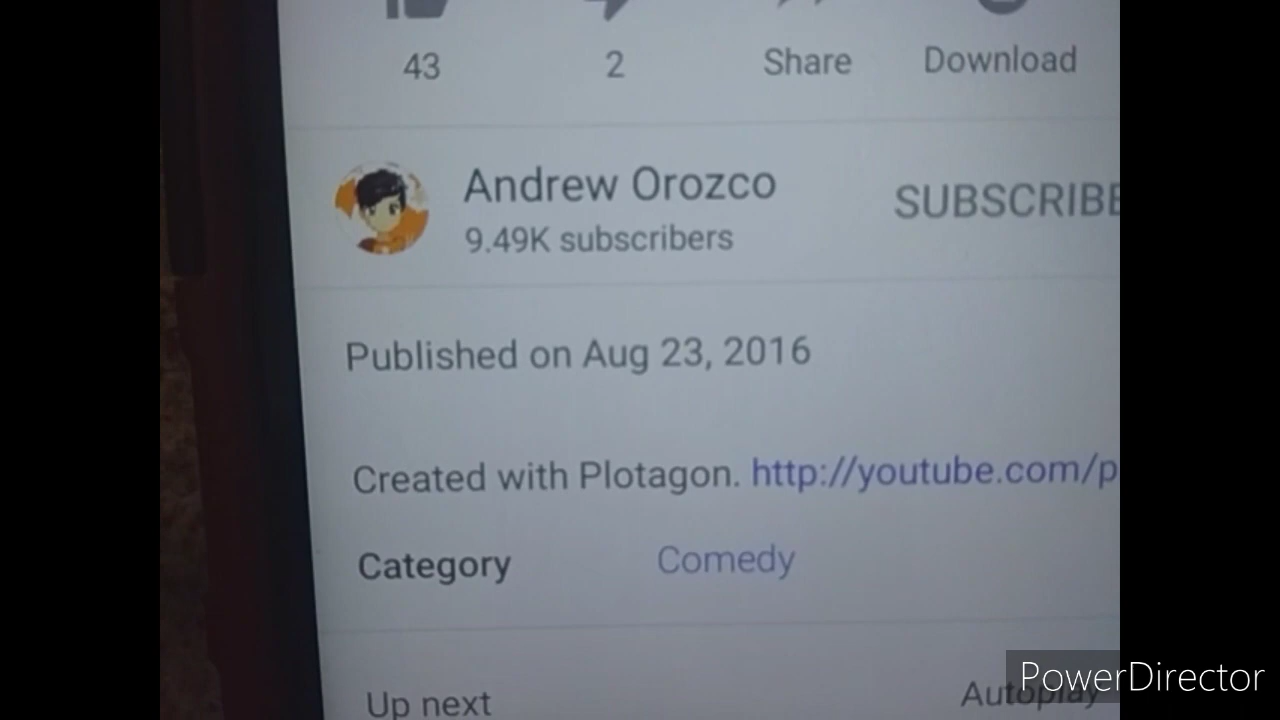 43 2 Share Download
Andrew Orozco SUBSCRIBE
9.49K subscribers
Published on Aug 23, 2016
Created with Plotagon. http://youtube.com/p
Category Comedy
Up next Autoplay
PowerDirector